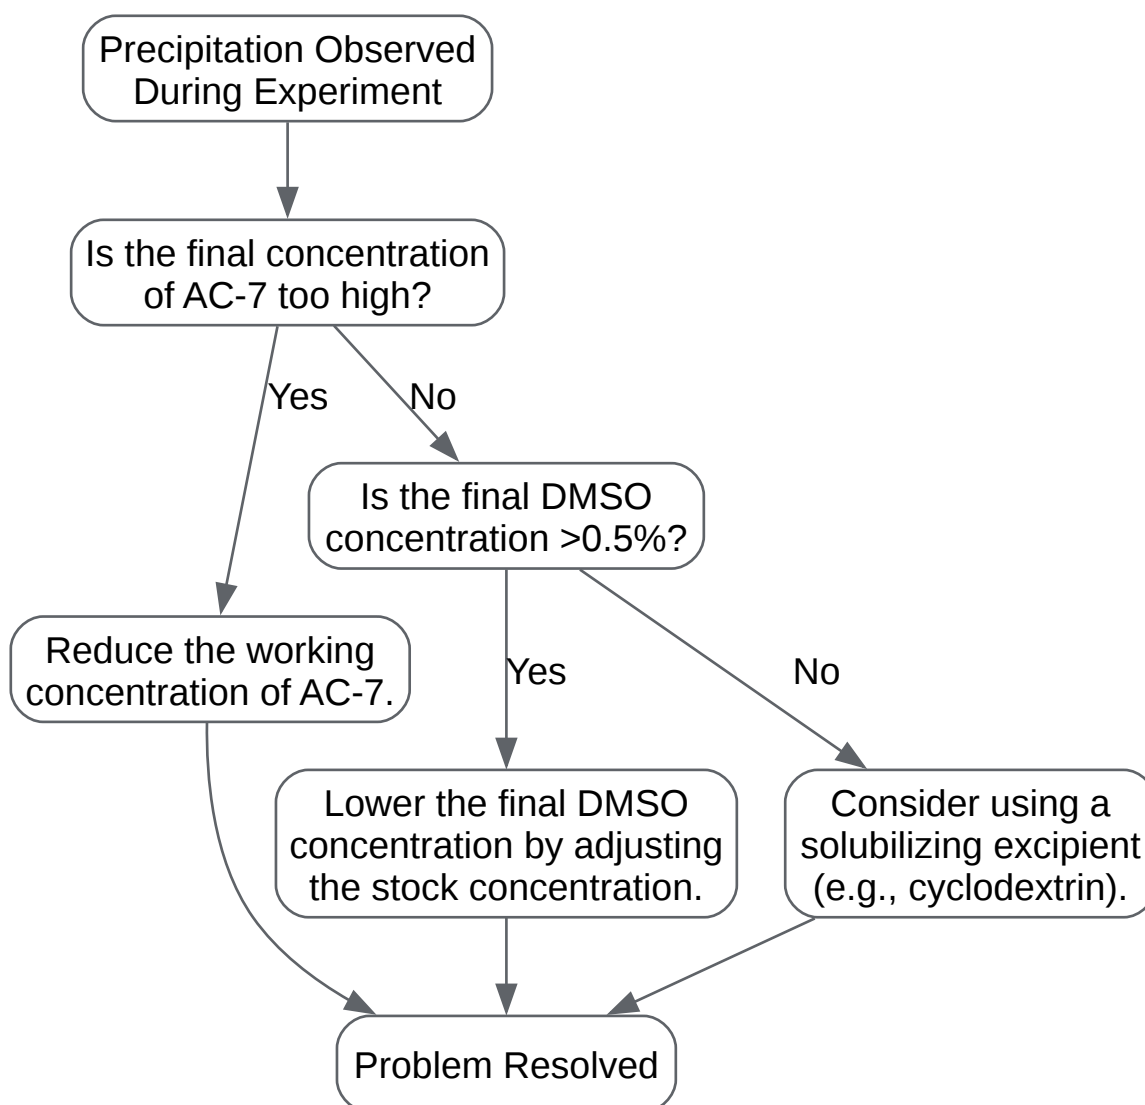 Precipitation Observed
During Experiment
Is the final concentration
of AC-7 too high?
Yes
No
Is the final DMSO
concentration >0.5%?
Reduce the working
concentration of AC-7.
Yes
No
Lower the final DMSO
concentration by adjusting
the stock concentration.
Consider using a
solubilizing excipient
(e.g., cyclodextrin).
Problem Resolved